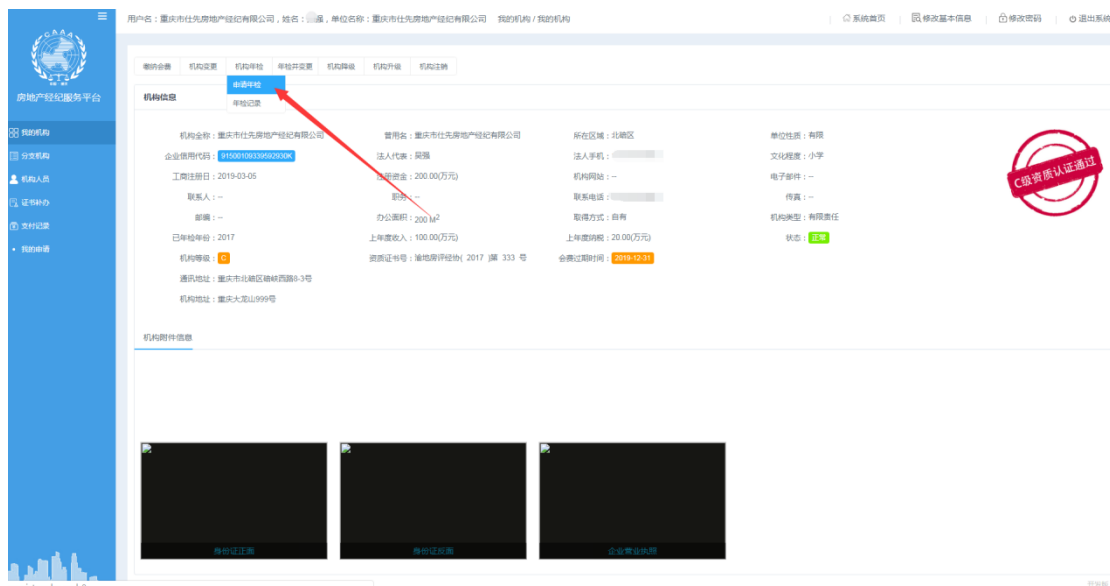 用户名：重庆市仕先房地产经纪有限公司，姓名： 强，单位名称：重庆市仕先房地产经纪有限公司 我的机构 / 我的机构
系统首页 修改基本信息 修改密码 退出系统
CAAA
房地产经纪服务平台
我的机构
分支机构
机构人员
证书补办
支付记录
我的申请
缴纳会费 机构变更 机构年检 年检并变更 机构降级 机构升级 机构注销
申请年检
年检记录
机构信息
机构全称：重庆市仕先房地产经纪有限公司 曾用名：重庆市仕先房地产经纪有限公司 所在区域：北碚区 单位性质：有限
企业信用代码：91500109339592930K 法人代表：吴强 法人手机： 文化程度：小学
工商注册日：2019-03-05 注册资金：200.00(万元) 机构网站：-- 电子邮件：--
联系人：-- 职务：-- 联系电话： 传真：--
邮编：-- 办公面积：200 M² 取得方式：自有 机构类型：有限责任
已年检年份：2017 上年度收入：100.00(万元) 上年度纳税：20.00(万元) 状态：正常
机构等级：C 资质证书号：渝地房评经协( 2017 )第 333 号 会费过期时间：2019-12-31
通讯地址：重庆市北碚区碚峡西路8-3号
机构地址：重庆大龙山999号
C级资质认证通过
机构附件信息
身份证正面 身份证反面 企业营业执照